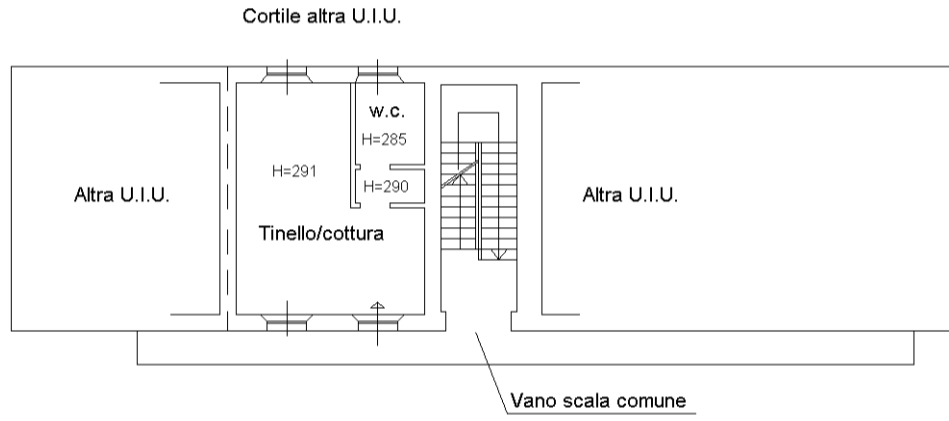 Cortile altra U.I.U.
w.c.
H=285
H=291
H=290
Altra U.I.U.
Altra U.I.U.
Tinello/cottura
Vano scala comune